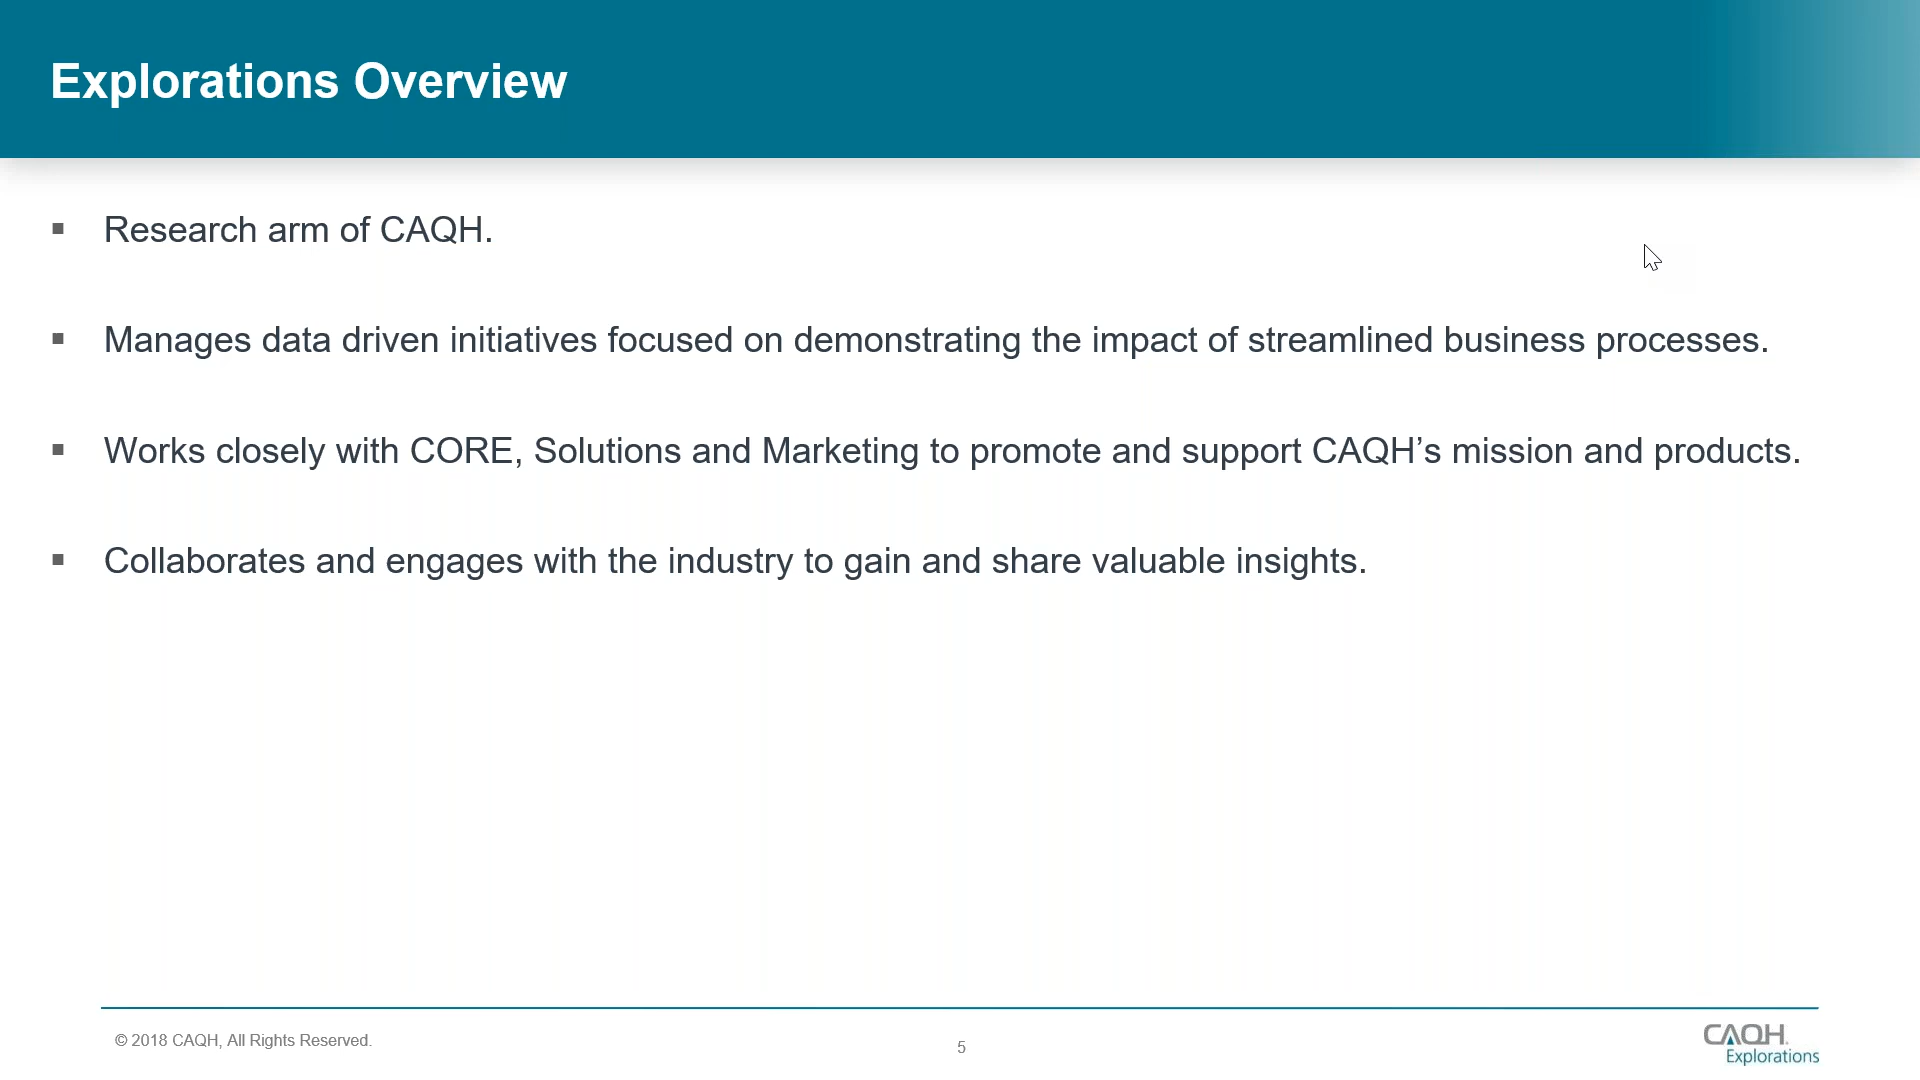 Explorations Overview
▪ Research arm of CAQH.
▪ Manages data driven initiatives focused on demonstrating the impact of streamlined business processes.
▪ Works closely with CORE, Solutions and Marketing to promote and support CAQH’s mission and products.
▪ Collaborates and engages with the industry to gain and share valuable insights.
© 2018 CAQH, All Rights Reserved.
5
CAQH.
Explorations